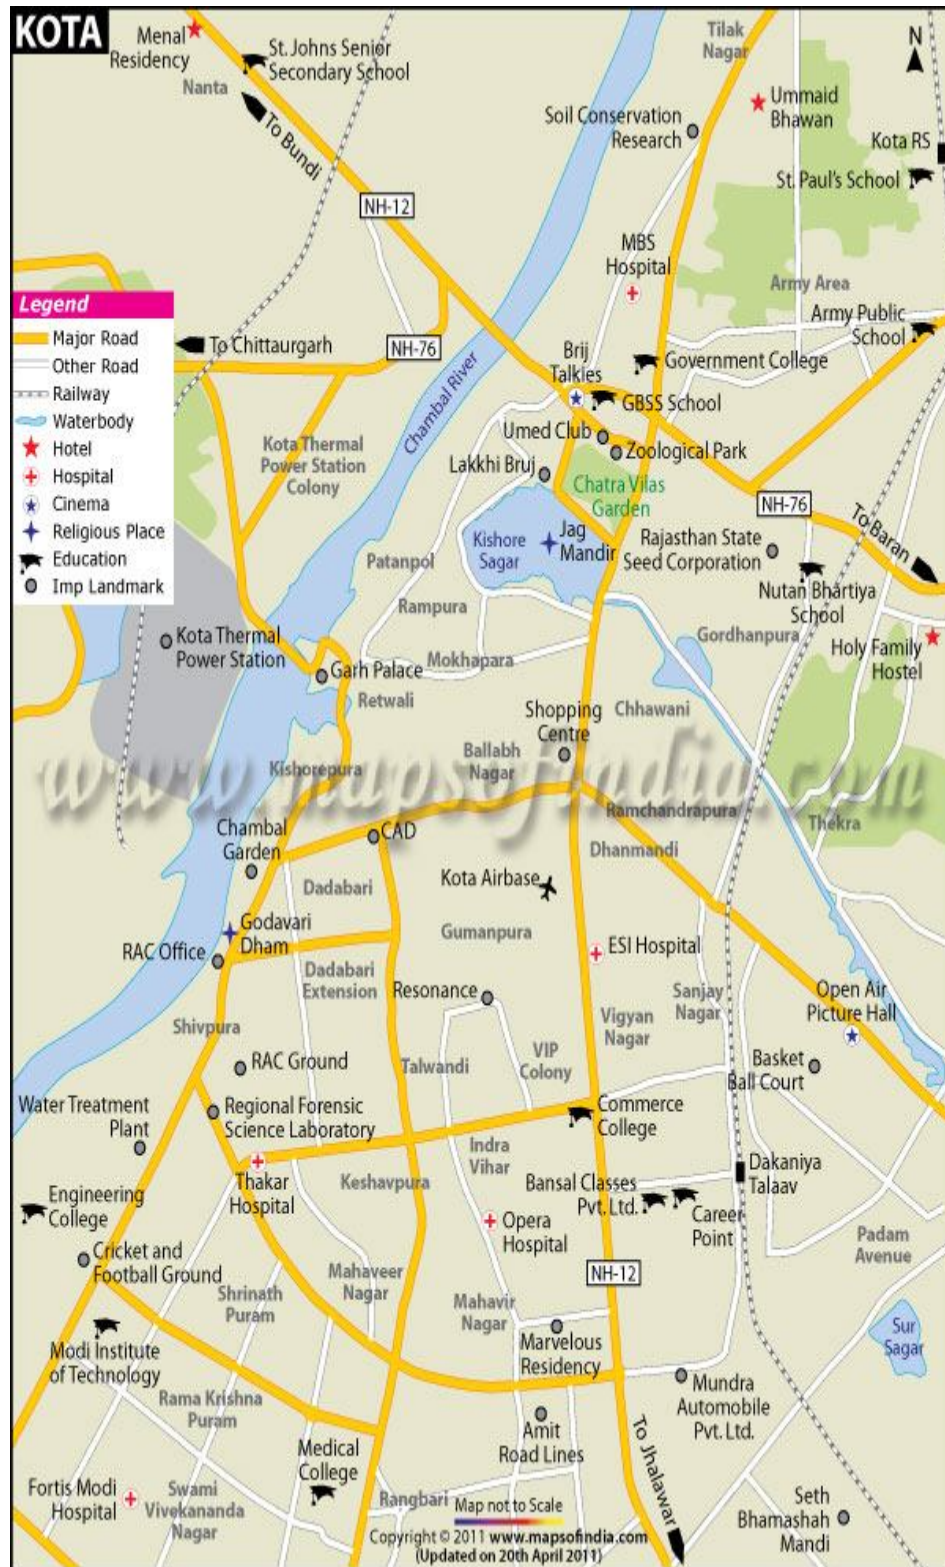 KOTA
Menal
Residency
St. Johns Senior
Secondary School
Nanta
To Bundi
Tilak
Nagar
N
Ummaid
Bhawan
Soil Conservation
Research
Kota RS
St. Paul's School
NH-12
MBS
Hospital
Army Area
Army Public
School
Legend
Major Road
Other Road
Railway
Waterbody
Hotel
Hospital
Cinema
Religious Place
Education
Imp Landmark
To Chittaurgarh
NH-76
Chambal River
Brij
Talkies
Government College
GBSS School
Umed Club
Zoological Park
Kota Thermal
Power Station
Colony
Lakkhi Bruj
Chatra Vilas
Garden
NH-76
To Baran
Kishore
Sagar
Jag
Mandir
Rajasthan State
Seed Corporation
Patanpol
Nutan Bhartiya
School
Rampura
Kota Thermal
Power Station
Gordhanpura
Holy Family
Hostel
Mokhapara
Garh Palace
Retwali
Shopping
Centre
Chhawani
Ballabh
Nagar
Kishorepura
www.mapsofindia.com
Ramchandrapura
Thekra
Chambal
Garden
CAD
Dhanmandi
Dadabari
Kota Airbase
Godavari
Dham
Gumanpura
RAC Office
ESI Hospital
Dadabari
Extension
Resonance
Sanjay
Nagar
Open Air
Picture Hall
Shivpura
Vigyan
Nagar
RAC Ground
Talwandi
VIP
Colony
Basket
Ball Court
Water Treatment
Plant
Regional Forensic
Science Laboratory
Commerce
College
Indra
Vihar
Thakar
Hospital
Keshavpura
Bansal Classes
Pvt. Ltd.
Dakaniya
Talaav
Engineering
College
Opera
Hospital
Career
Point
Padam
Avenue
Cricket and
Football Ground
Shrinath
Puram
Mahaveer
Nagar
NH-12
Mahavir
Nagar
Sur
Sagar
Modi Institute
of Technology
Marvelous
Residency
Rama Krishna
Puram
Mundra
Automobile
Pvt. Ltd.
Amit
Road Lines
To Jhalawar
Medical
College
Fortis Modi
Hospital
Swami
Vivekananda
Nagar
Rangbari
Seth
Bhamashah
Mandi
Map not to Scale
Copyright © 2011 www.mapsofindia.com
(Updated on 20th April 2011)